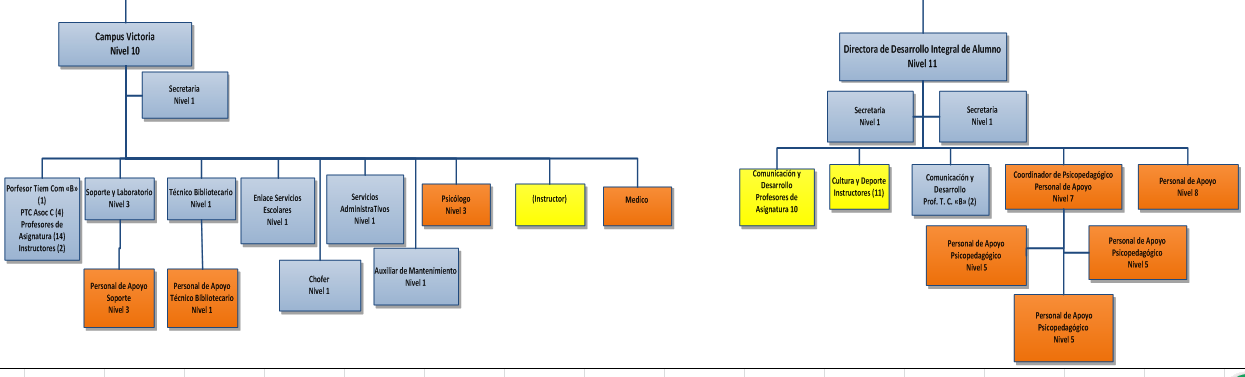 Campus Victoria
Nivel 10
Secretaria
Nivel 1
Porfesor Tiem Com «B»
(1)
PTC Asoc C (4)
Profesores de
Asignatura (14)
Instructores (2)
Soporte y Laboratorio
Nivel 3
Técnico Bibliotecario
Nivel 1
Enlace Servicios
Escolares
Nivel 1
Servicios
AdministraTivos
Nivel 1
Psicólogo
Nivel 3
(Instructor)
Medico
Personal de Apoyo
Soporte
Nivel 3
Personal de Apoyo
Técnico Bibliotecario
Nivel 1
Chofer
Nivel 1
Auxiliar de Mantenimiento
Nivel 1
Directora de Desarrollo Integral de Alumno
Nivel 11
Secretaria
Nivel 1
Secretaria
Nivel 1
Comunicación y
Desarrollo
Profesores de
Asignatura 10
Cultura y Deporte
Instructores (11)
Comunicación y
Desarrollo
Prof. T. C. «B» (2)
Coordinador de Psicopedagógico
Personal de Apoyo
Nivel 7
Personal de Apoyo
Nivel 8
Personal de Apoyo
Psicopedagógico
Nivel 5
Personal de Apoyo
Psicopedagógico
Nivel 5
Personal de Apoyo
Psicopedagógico
Nivel 5